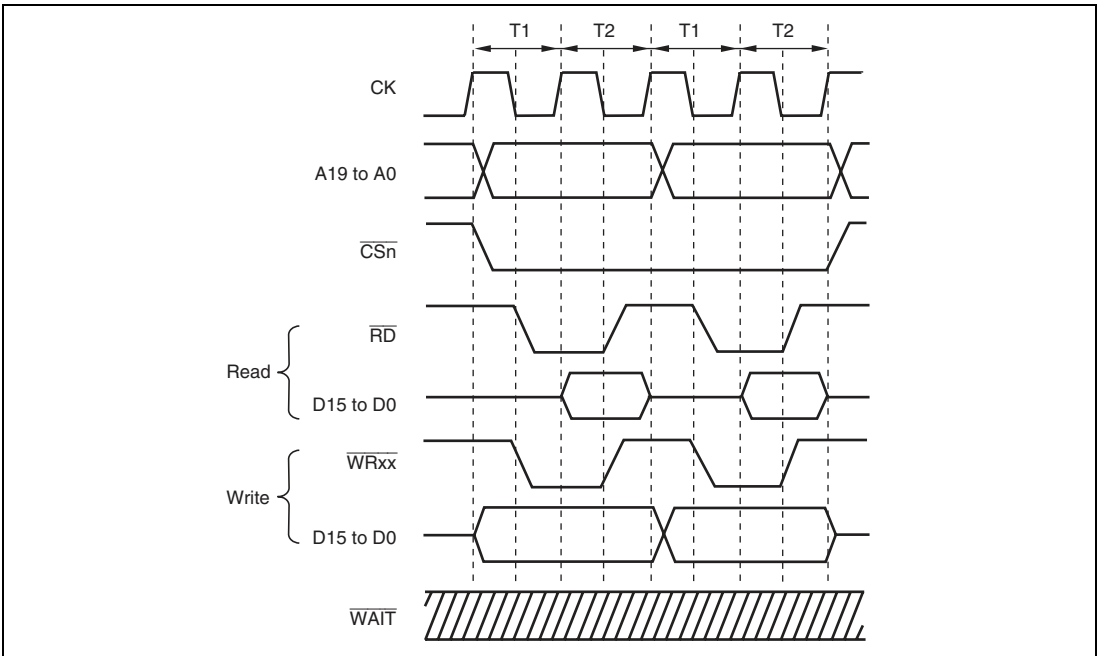 T1 T2 T1 T2
CK
A19 to A0
CSn
RD
Read
D15 to D0
WRxx
Write
D15 to D0
WAIT